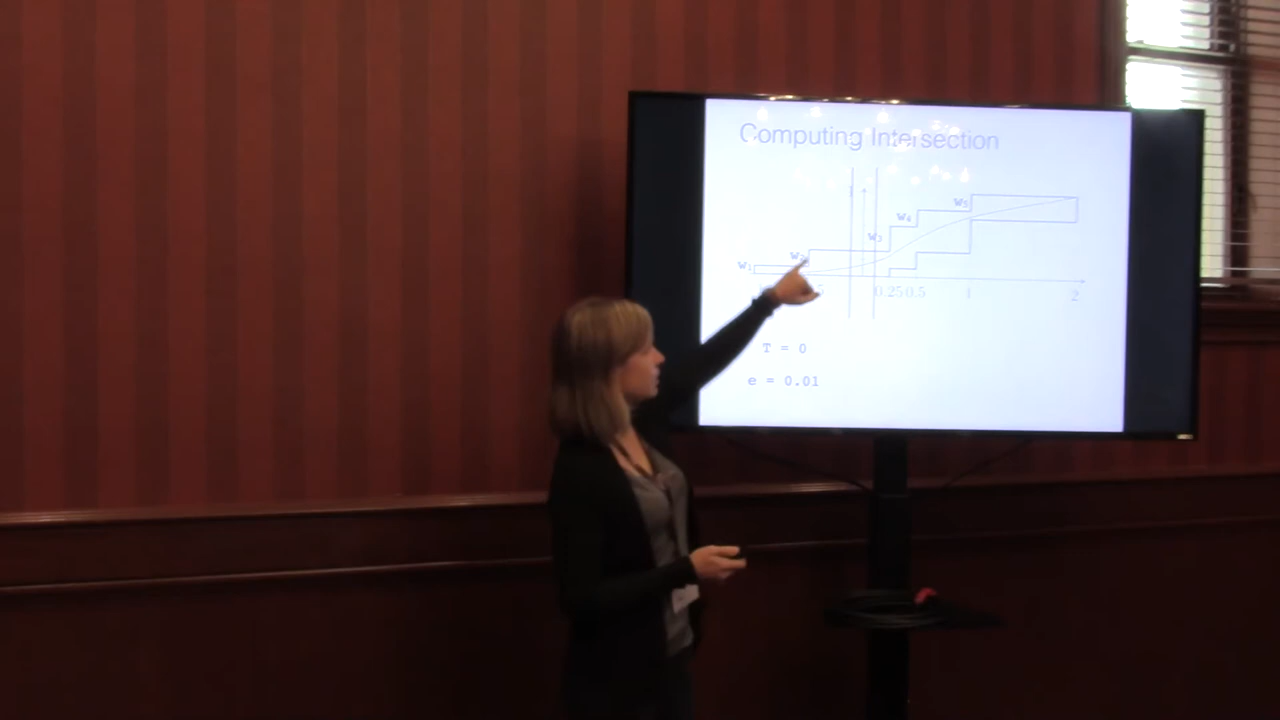 Computing Intersection
w₅
w₄
w₃
w₂
w₁
0.25 0.5 1 2
T = 0
e = 0.01